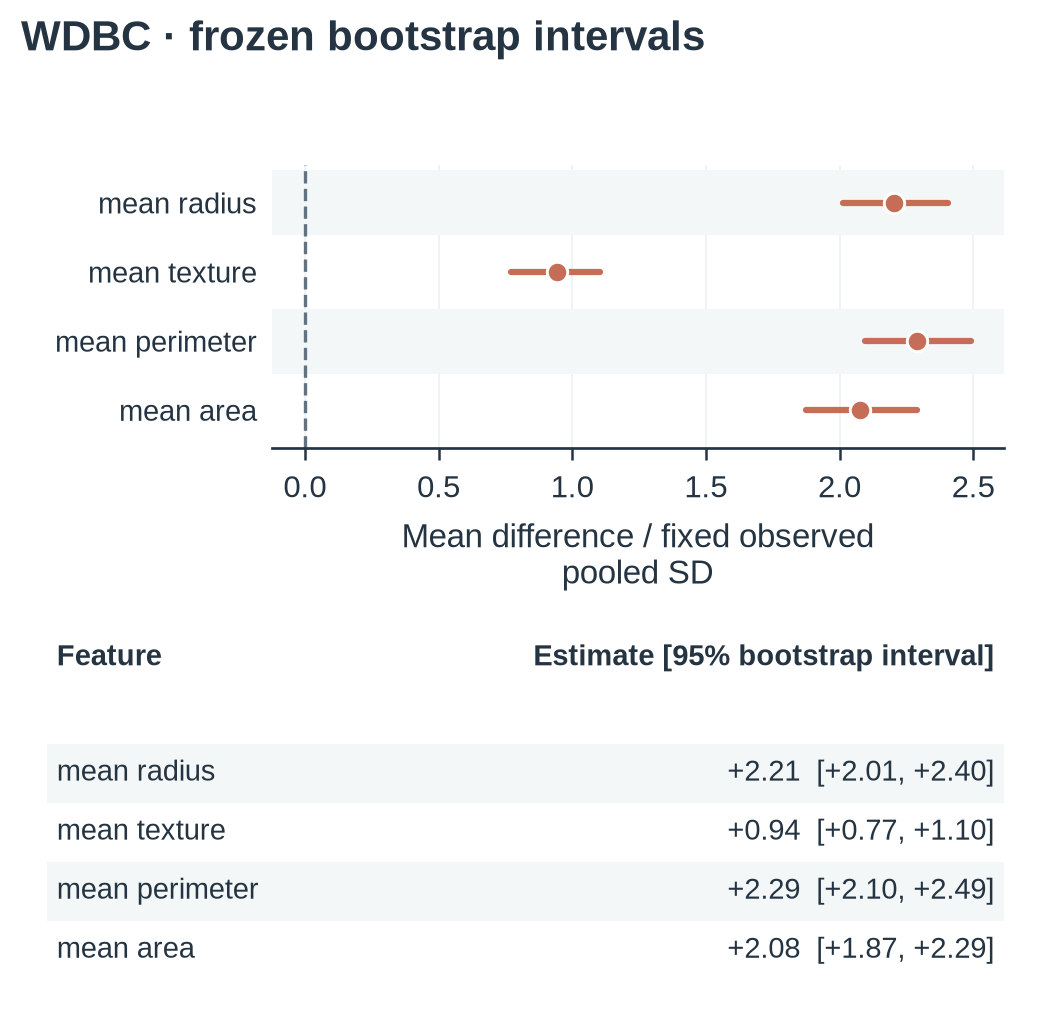 WDBC · frozen bootstrap intervals
mean radius
mean texture
mean perimeter
mean area
0.0 0.5 1.0 1.5 2.0 2.5
Mean difference / fixed observed
pooled SD
Feature Estimate [95% bootstrap interval]
mean radius +2.21 [+2.01, +2.40]
mean texture +0.94 [+0.77, +1.10]
mean perimeter +2.29 [+2.10, +2.49]
mean area +2.08 [+1.87, +2.29]